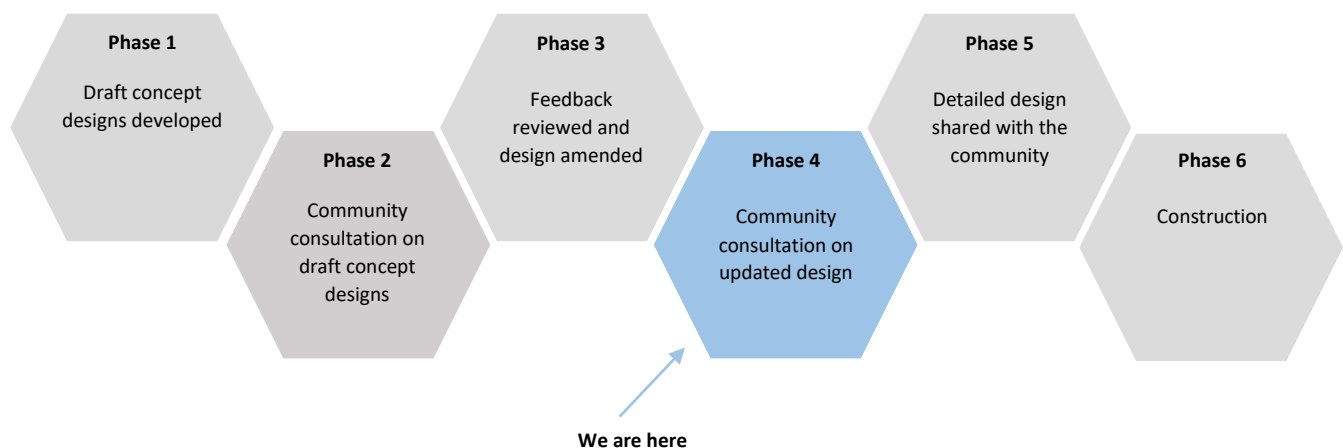 Phase 1
Draft concept
designs developed
Phase 2
Community
consultation on
draft concept
designs
Phase 3
Feedback
reviewed and
design amended
Phase 4
Community
consultation on
updated design
Phase 5
Detailed design
shared with the
community
Phase 6
Construction
We are here